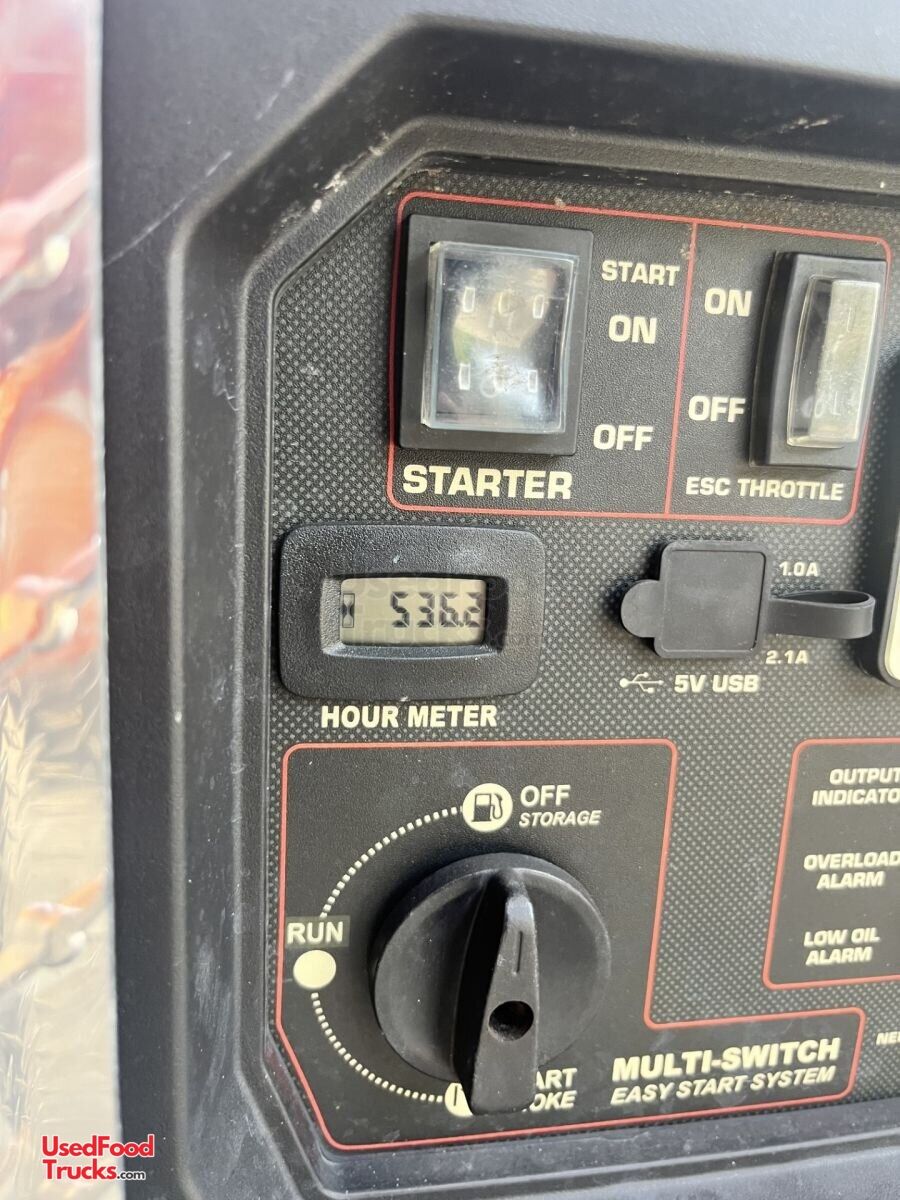 START
ON
OFF
STARTER
ON
OFF
ESC THROTTLE
536.2
HOUR METER
1.0A
2.1A
5V USB
OFF
STORAGE
RUN
MULTI-SWITCH
EASY START SYSTEM
OUTPUT
OVERLOAD
ALARM
LOW OIL
ALARM
UsedFood
Trucks.com